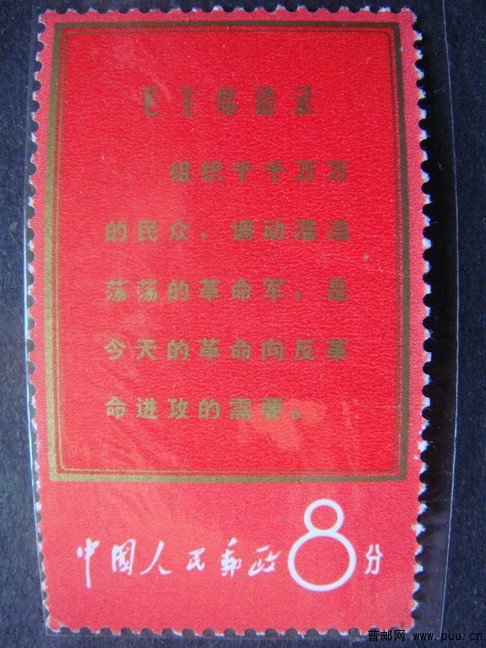 毛主席语录
组织千千万万
的民众，调动浩浩
荡荡的革命军，是
今天的革命向反革
命进攻的需要。
中国人民邮政8分
普邮网 www.puu.cn